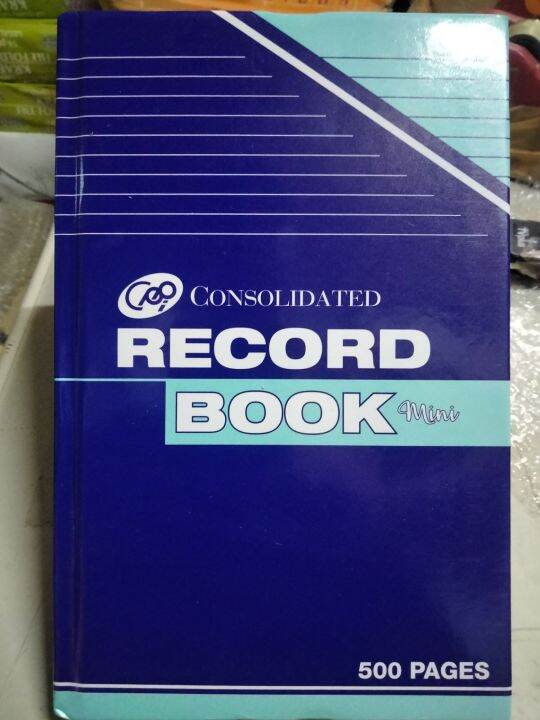 CONSOLIDATED
RECORD
BOOK Mini
500 PAGES